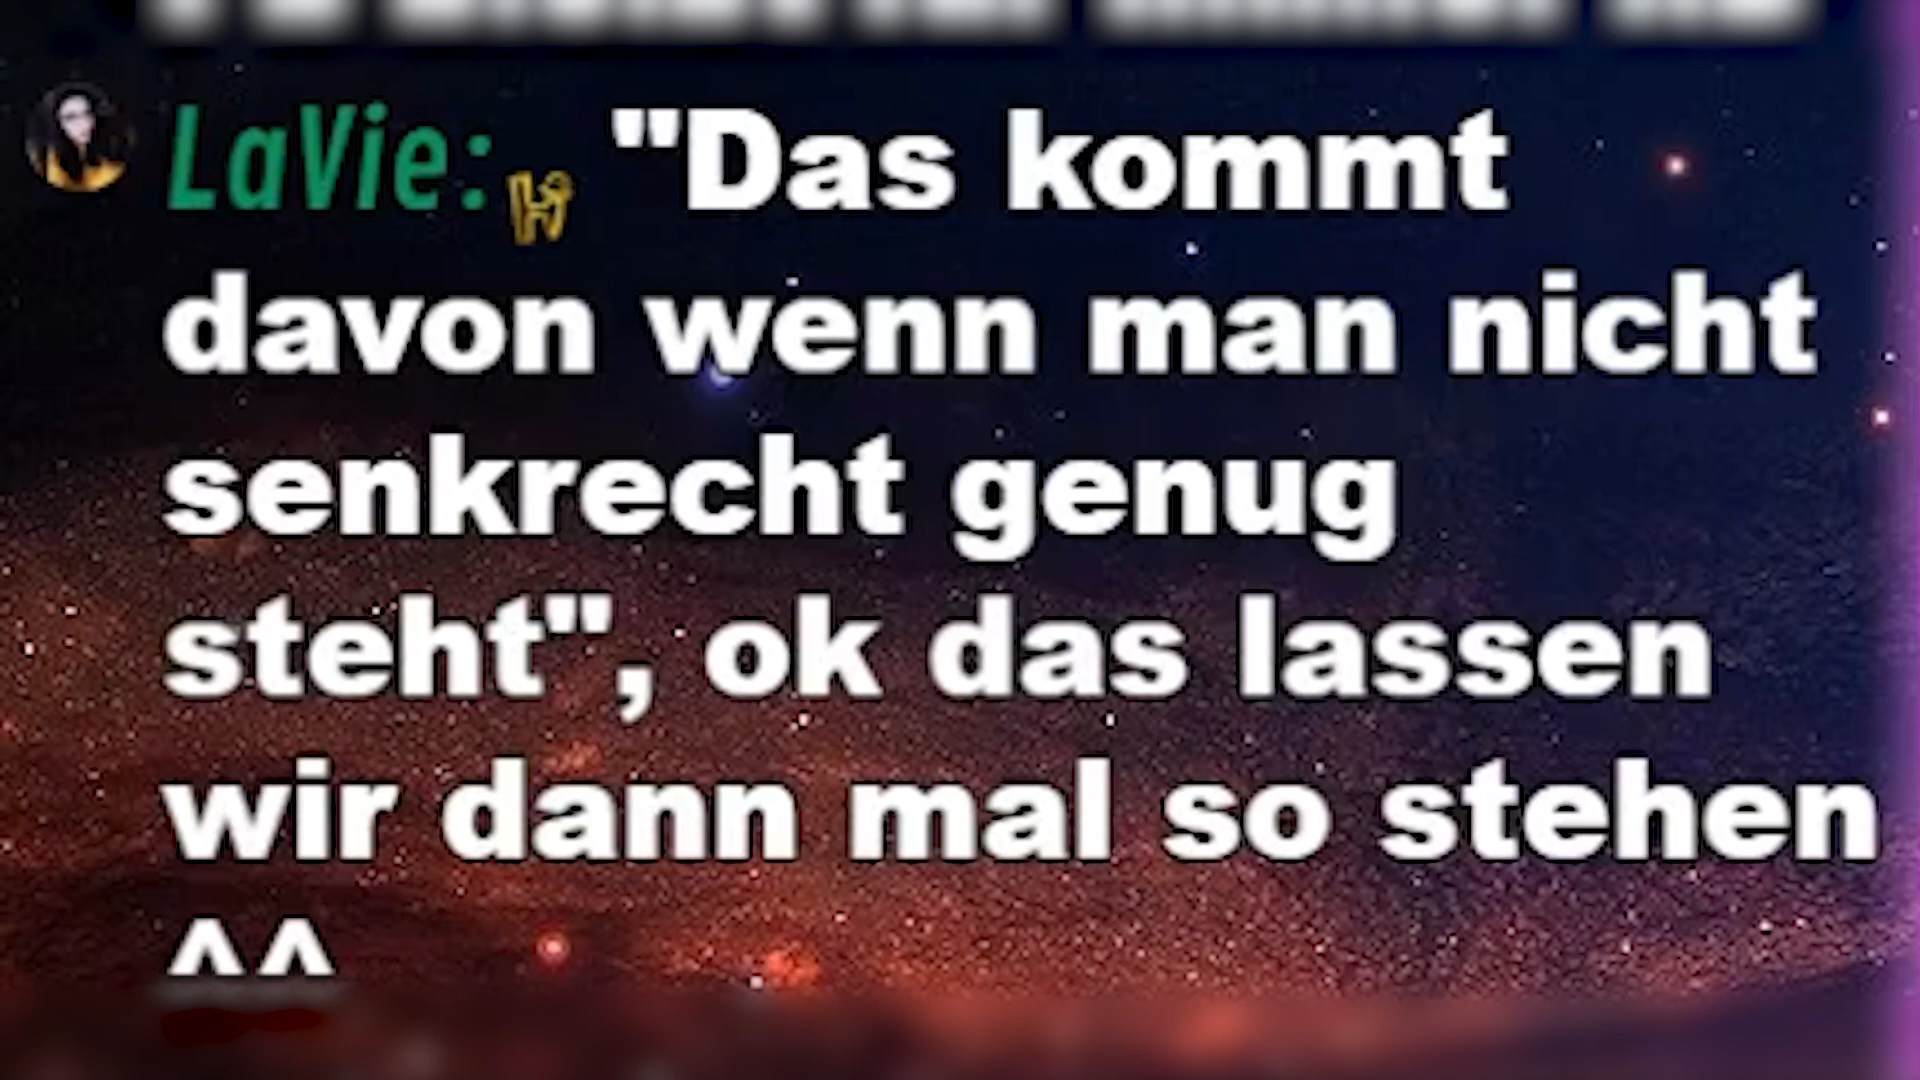 LaVie: "Das kommt
davon wenn man nicht
senkrecht genug
steht", ok das lassen
wir dann mal so stehen
^^